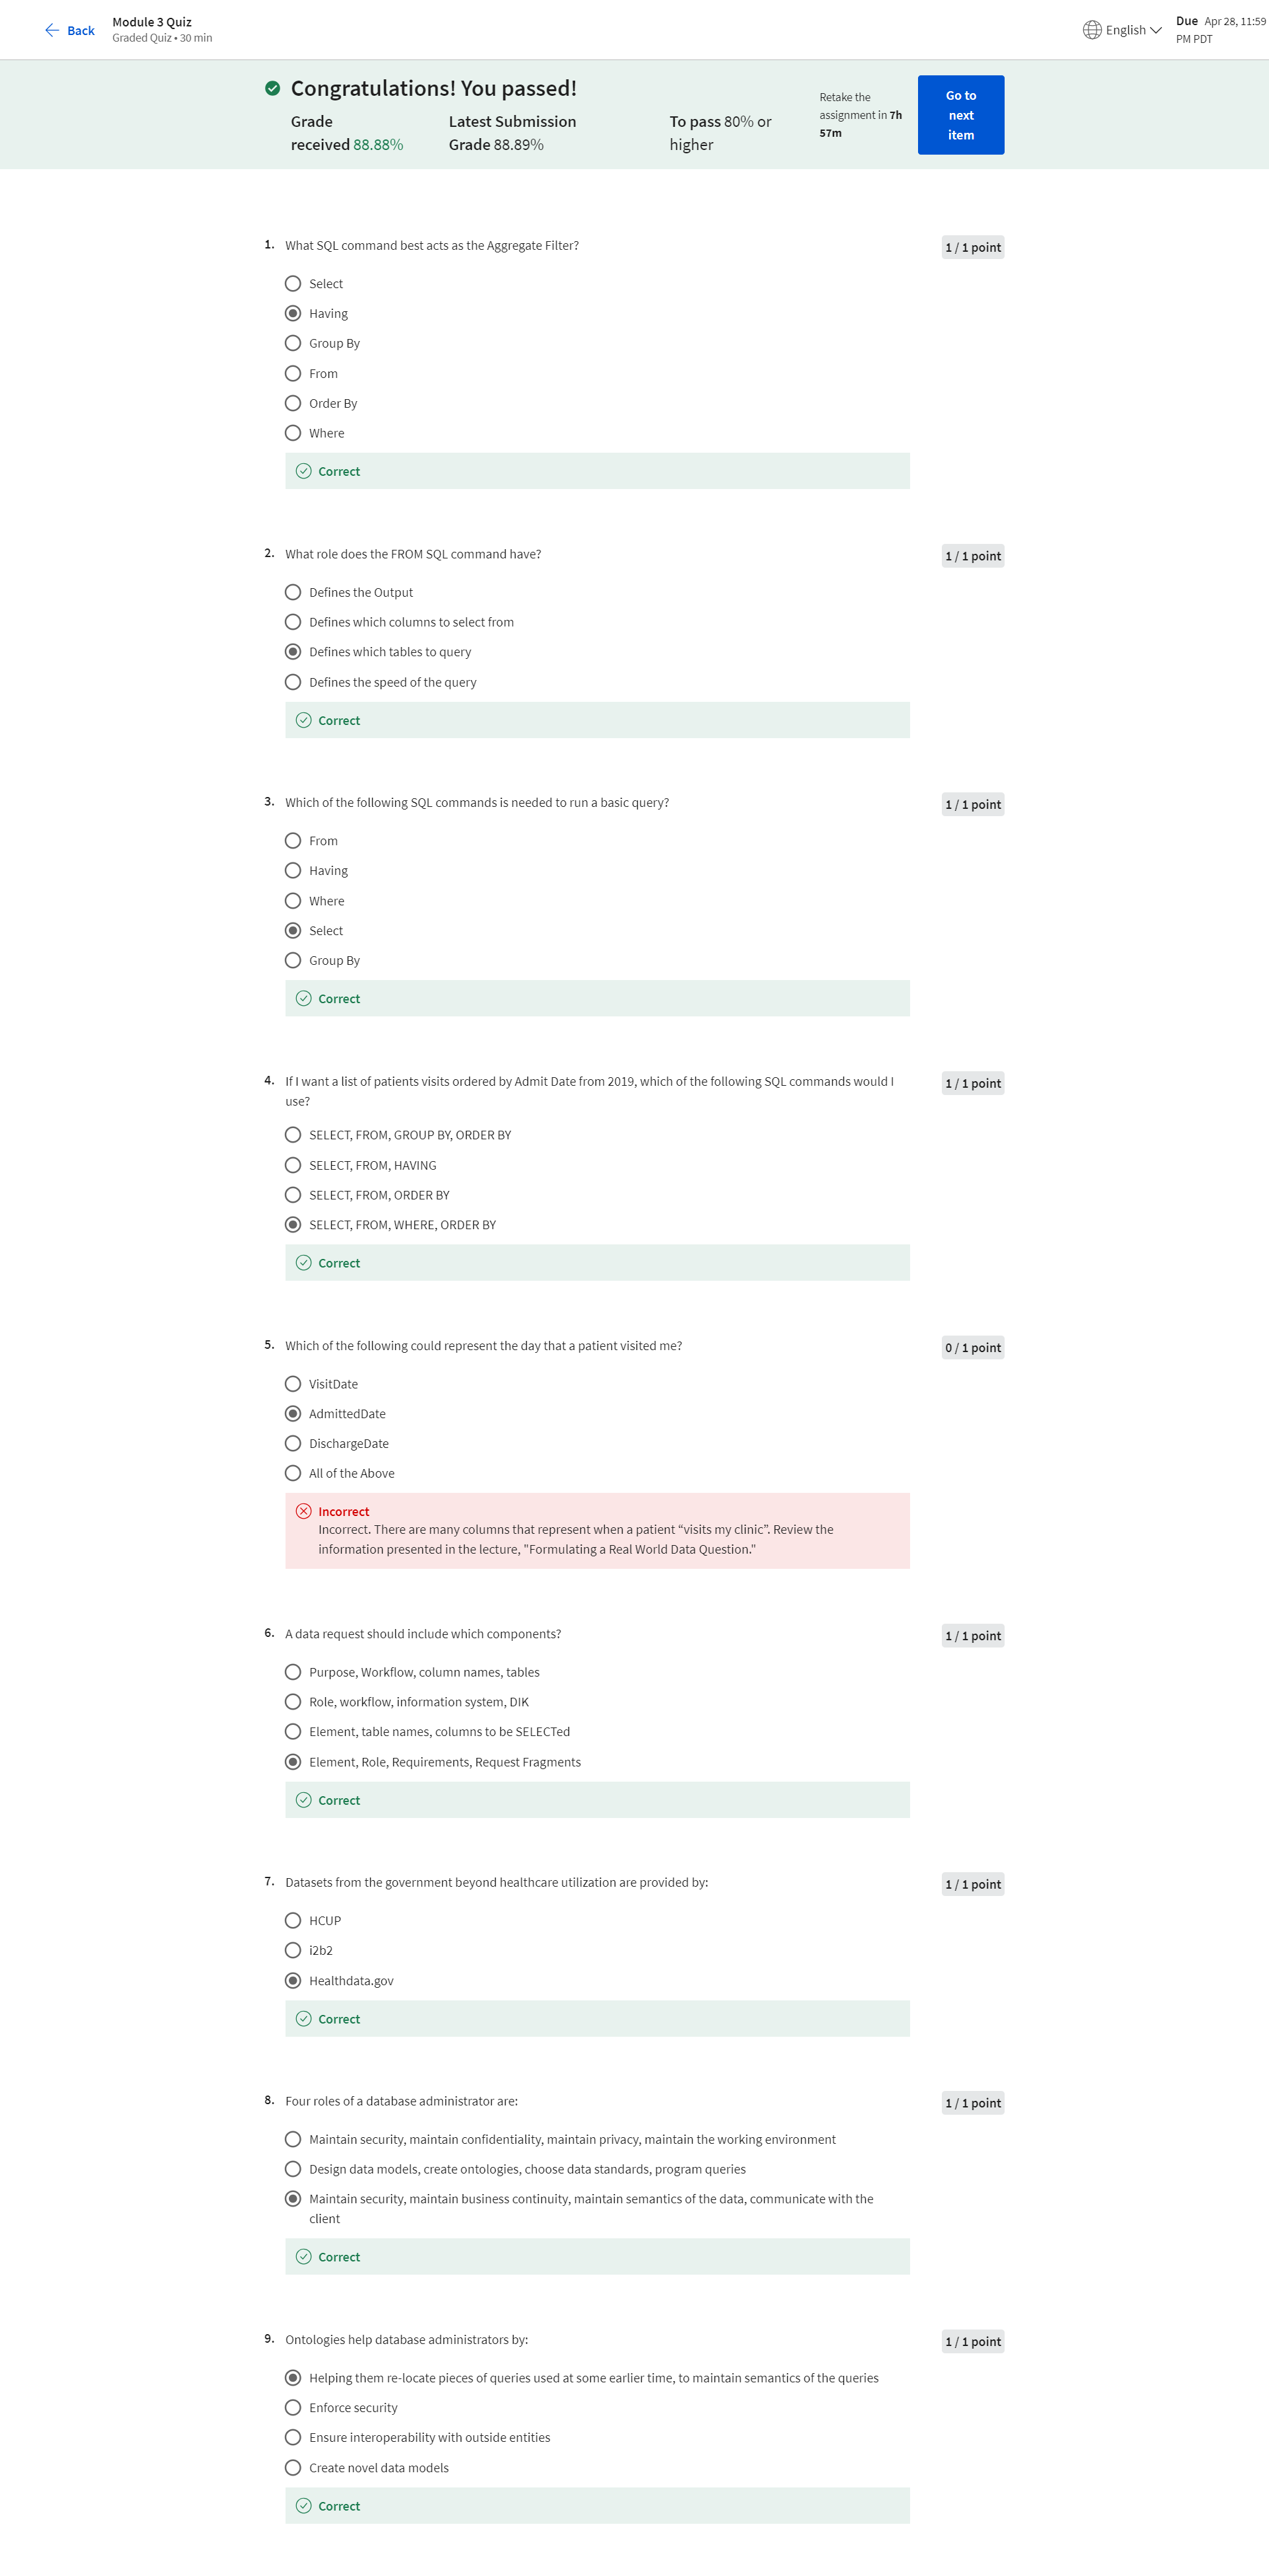 Back
Module 3 Quiz
Graded Quiz • 30 min
English
Due Apr 28, 11:59
PM PDT
Congratulations! You passed!
Grade
received 88.88%
Latest Submission
Grade 88.89%
To pass 80% or
higher
Retake the
assignment in 7h
57m
Go to
next
item
1. What SQL command best acts as the Aggregate Filter?
1 / 1 point
Select
Having
Group By
From
Order By
Where
Correct
2. What role does the FROM SQL command have?
1 / 1 point
Defines the Output
Defines which columns to select from
Defines which tables to query
Defines the speed of the query
Correct
3. Which of the following SQL commands is needed to run a basic query?
1 / 1 point
From
Having
Where
Select
Group By
Correct
4. If I want a list of patients visits ordered by Admit Date from 2019, which of the following SQL commands would I
use?
1 / 1 point
SELECT, FROM, GROUP BY, ORDER BY
SELECT, FROM, HAVING
SELECT, FROM, ORDER BY
SELECT, FROM, WHERE, ORDER BY
Correct
5. Which of the following could represent the day that a patient visited me?
0 / 1 point
VisitDate
AdmittedDate
DischargeDate
All of the Above
Incorrect
Incorrect. There are many columns that represent when a patient “visits my clinic”. Review the
information presented in the lecture, "Formulating a Real World Data Question."
6. A data request should include which components?
1 / 1 point
Purpose, Workflow, column names, tables
Role, workflow, information system, DIK
Element, table names, columns to be SELECTed
Element, Role, Requirements, Request Fragments
Correct
7. Datasets from the government beyond healthcare utilization are provided by:
1 / 1 point
HCUP
i2b2
Healthdata.gov
Correct
8. Four roles of a database administrator are:
1 / 1 point
Maintain security, maintain confidentiality, maintain privacy, maintain the working environment
Design data models, create ontologies, choose data standards, program queries
Maintain security, maintain business continuity, maintain semantics of the data, communicate with the
client
Correct
9. Ontologies help database administrators by:
1 / 1 point
Helping them re-locate pieces of queries used at some earlier time, to maintain semantics of the queries
Enforce security
Ensure interoperability with outside entities
Create novel data models
Correct